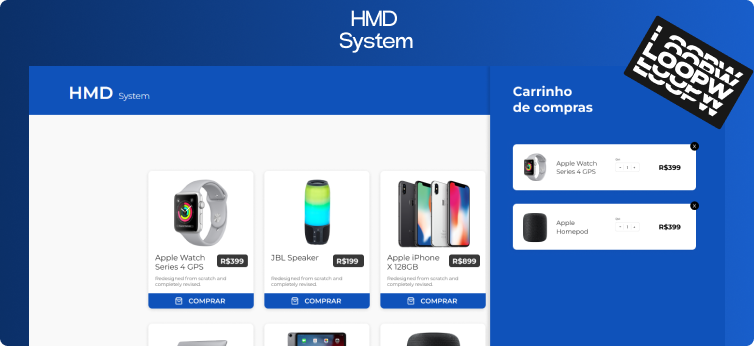 HMD
System
LOOPW
LOOPW
LOOPW
HMD System
Carrinho
de compras
X
Apple Watch
Series 4 GPS
- 1 +
R$399
X
Apple
Homepod
- 1 +
R$399
Apple Watch
Series 4 GPS
R$399
Redesigned from scratch and
completely revised.
COMPRAR
JBL Speaker
R$199
Redesigned from scratch and
completely revised.
COMPRAR
Apple iPhone
X 128GB
R$899
Redesigned from scratch and
completely revised.
COMPRAR